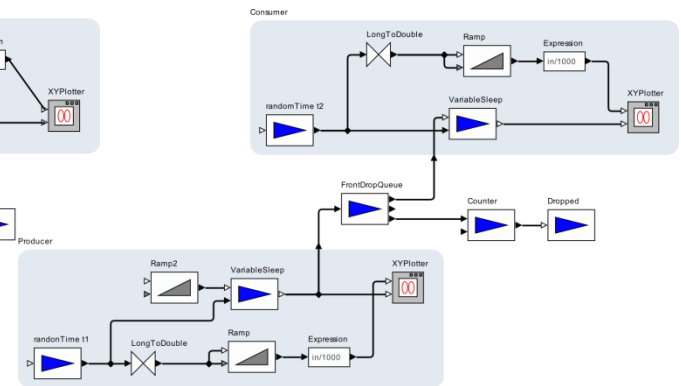 Consumer
LongToDouble
Ramp
Expression
in/1000
XYPlotter
XYPlotter
randomTime t2
VariableSleep
FrontDropQueue
Counter
Dropped
Producer
Ramp2
VariableSleep
XYPlotter
randonTime t1
LongToDouble
Ramp
Expression
in/1000